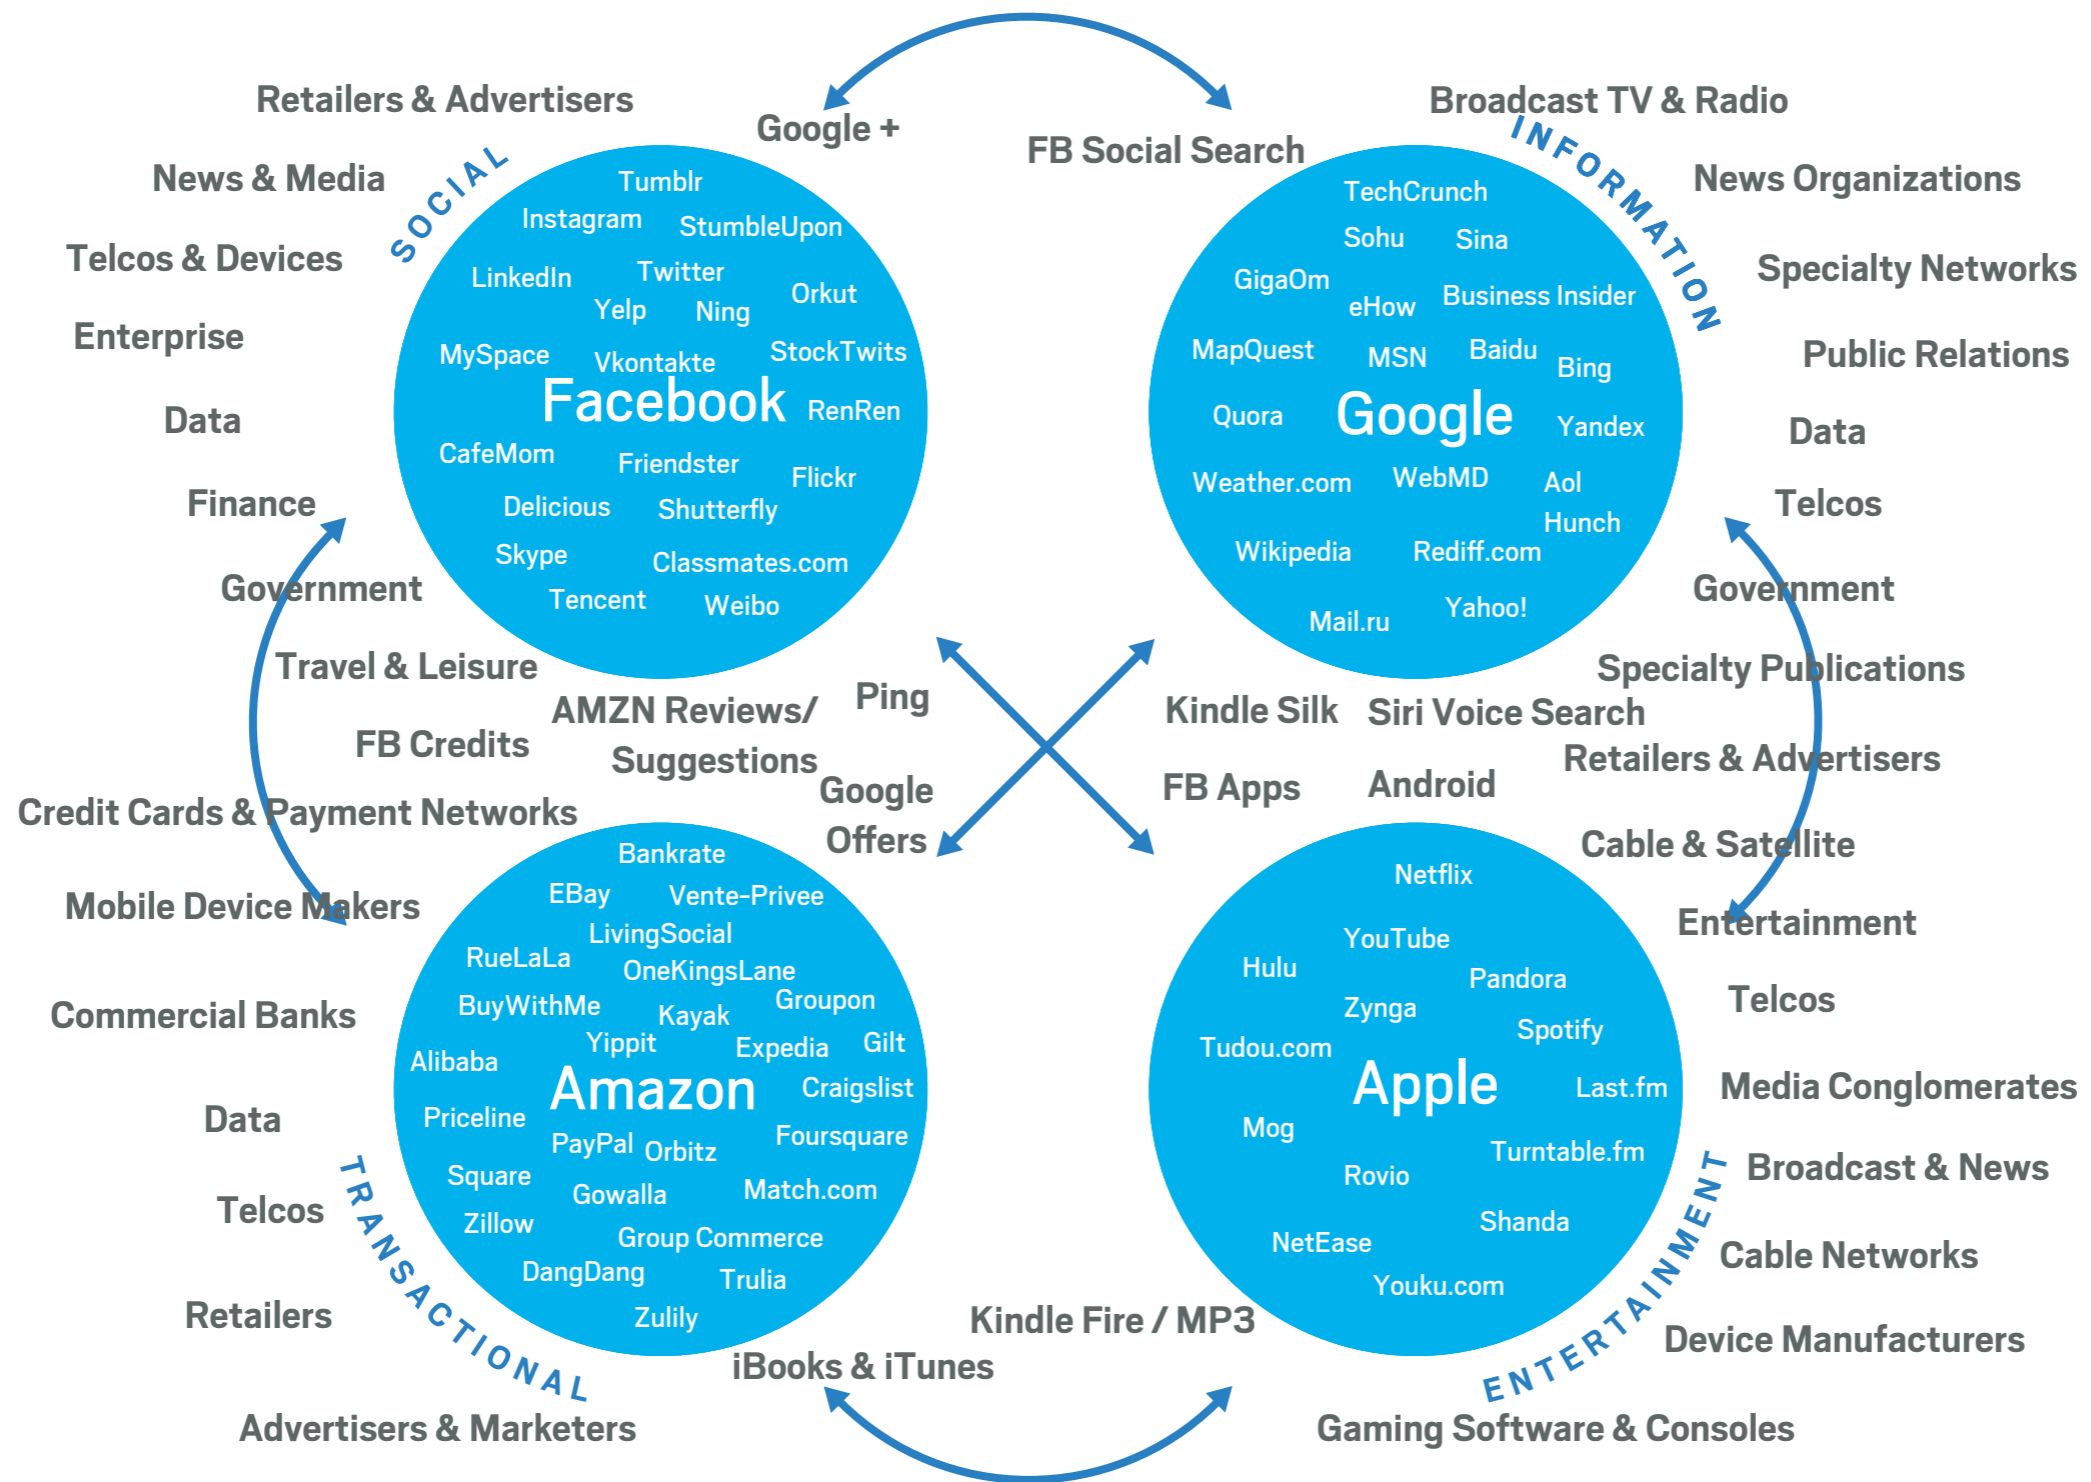 Retailers & Advertisers
News & Media
Telcos & Devices
Enterprise
Data
Finance
Government
Travel & Leisure
FB Credits
AMZN Reviews/
Suggestions
Ping
Google
Offers
Google +
SOCIAL
Tumblr
Instagram
StumbleUpon
LinkedIn
Twitter
Orkut
Yelp
Ning
MySpace
Vkontakte
StockTwits
Facebook
RenRen
CafeMom
Friendster
Flickr
Delicious
Shutterfly
Skype
Classmates.com
Tencent
Weibo
FB Social Search
Broadcast TV & Radio
INFORMATION
News Organizations
Specialty Networks
Public Relations
Data
Telcos
Government
Specialty Publications
Retailers & Advertisers
TechCrunch
Sohu
Sina
GigaOm
eHow
Business Insider
MapQuest
MSN
Baidu
Bing
Quora
Google
Yandex
Weather.com
WebMD
Aol
Hunch
Wikipedia
Rediff.com
Mail.ru
Yahoo!
Kindle Silk
Siri Voice Search
FB Apps
Android
Credit Cards & Payment Networks
Mobile Device Makers
Commercial Banks
Data
Telcos
Retailers
Advertisers & Marketers
TRANSACTIONAL
Bankrate
EBay
Vente-Privee
LivingSocial
RueLaLa
OneKingsLane
BuyWithMe
Kayak
Groupon
Yippit
Expedia
Gilt
Alibaba
Amazon
Craigslist
Priceline
PayPal
Orbitz
Foursquare
Square
Gowalla
Match.com
Zillow
Group Commerce
DangDang
Trulia
Zulily
iBooks & iTunes
Kindle Fire / MP3
Cable & Satellite
Entertainment
Telcos
Media Conglomerates
Broadcast & News
Cable Networks
Device Manufacturers
Gaming Software & Consoles
ENTERTAINMENT
Netflix
YouTube
Hulu
Pandora
Zynga
Spotify
Tudou.com
Apple
Last.fm
Mog
Turntable.fm
Rovio
Shanda
NetEase
Youku.com